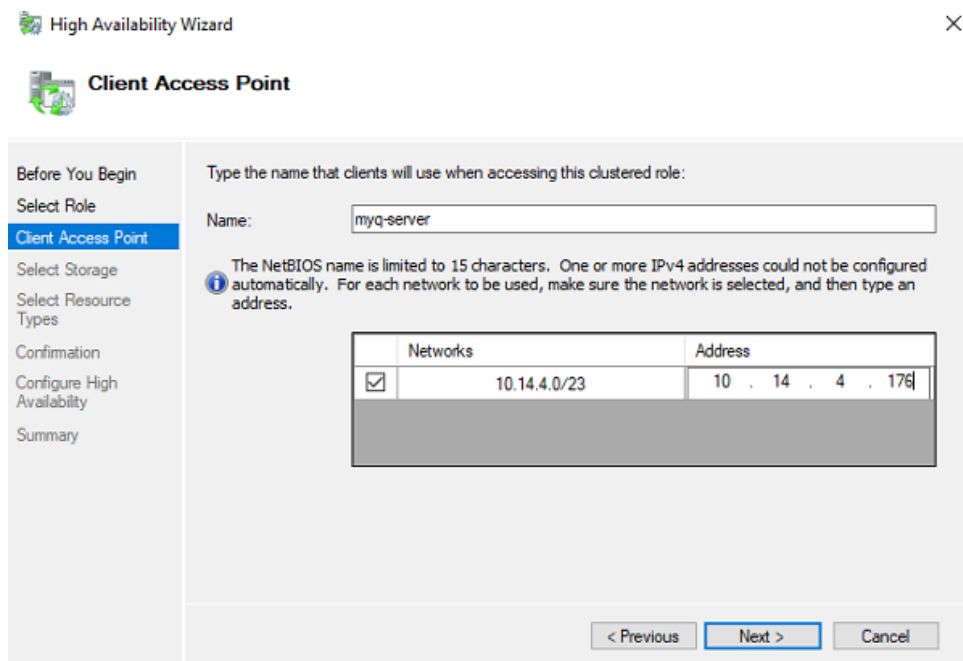 High Availability Wizard
Client Access Point
Before You Begin
Select Role
Client Access Point
Select Storage
Select Resource
Types
Confirmation
Configure High
Availability
Summary
Type the name that clients will use when accessing this clustered role:
Name: myq-server
The NetBIOS name is limited to 15 characters. One or more IPv4 addresses could not be configured
automatically. For each network to be used, make sure the network is selected, and then type an
address.
Networks Address
10.14.4.0/23 10 . 14 . 4 . 176
< Previous Next > Cancel